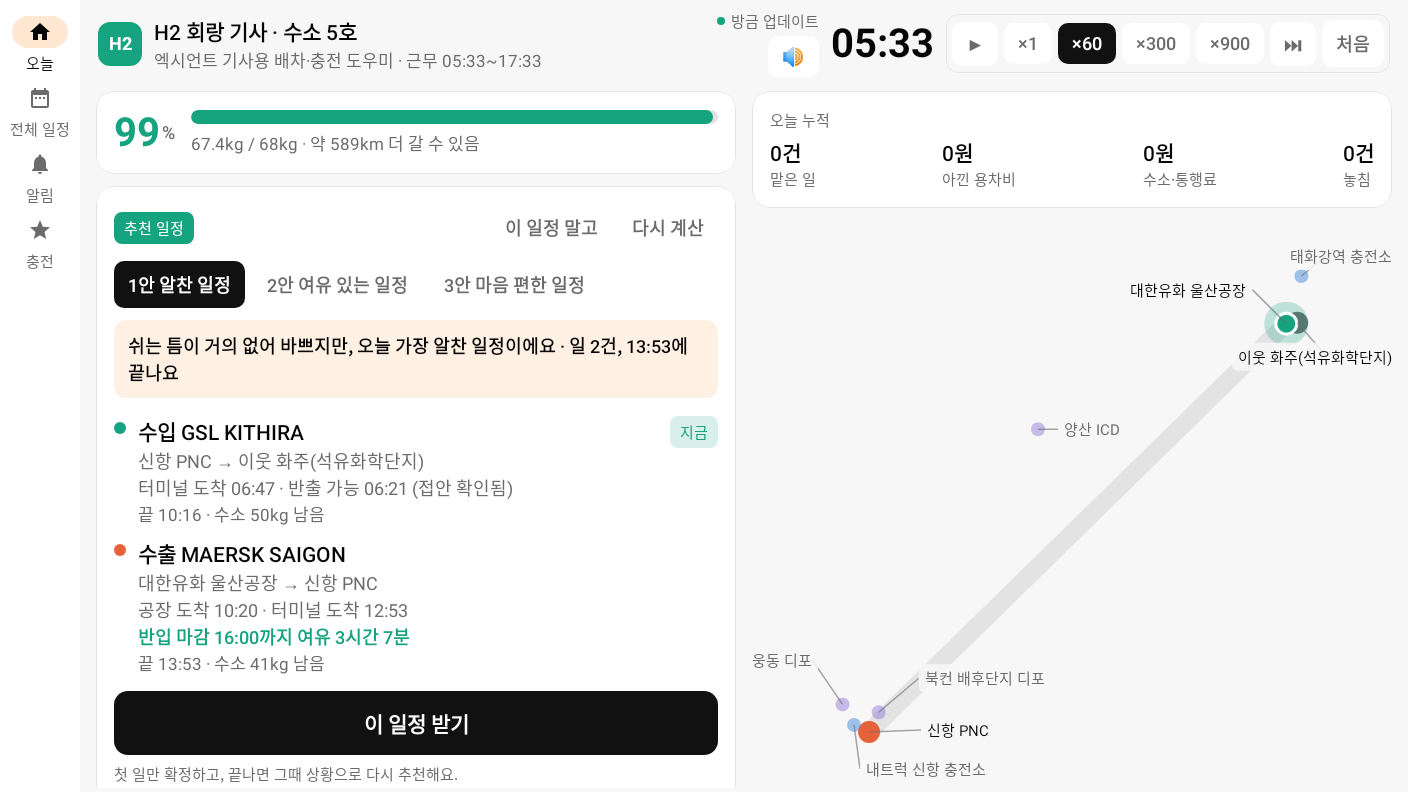 오늘
전체 일정
알림
충전
H2
H2 회랑 기사 · 수소 5호
엑시언트 기사용 배차·충전 도우미 · 근무 05:33~17:33
방금 업데이트
05:33
×1
×60
×300
×900
처음
99%
67.4kg / 68kg · 약 589km 더 갈 수 있음
추천 일정
이 일정 말고
다시 계산
1안 알찬 일정
2안 여유 있는 일정
3안 마음 편한 일정
쉬는 틈이 거의 없어 바쁘지만, 오늘 가장 알찬 일정이에요 · 일 2건, 13:53에
끝나요
수입 GSL KITHIRA
지금
신항 PNC → 이웃 화주(석유화학단지)
터미널 도착 06:47 · 반출 가능 06:21 (접안 확인됨)
끝 10:16 · 수소 50kg 남음
수출 MAERSK SAIGON
대한유화 울산공장 → 신항 PNC
공장 도착 10:20 · 터미널 도착 12:53
반입 마감 16:00까지 여유 3시간 7분
끝 13:53 · 수소 41kg 남음
이 일정 받기
첫 일만 확정하고, 끝나면 그때 상황으로 다시 추천해요.
오늘 누적
0건
맡은 일
0원
아낀 용차비
0원
수소·통행료
0건
놓침
태화강역 충전소
대한유화 울산공장
이웃 화주(석유화학단지)
양산 ICD
웅동 디포
북컨 배후단지 디포
신항 PNC
내트럭 신항 충전소